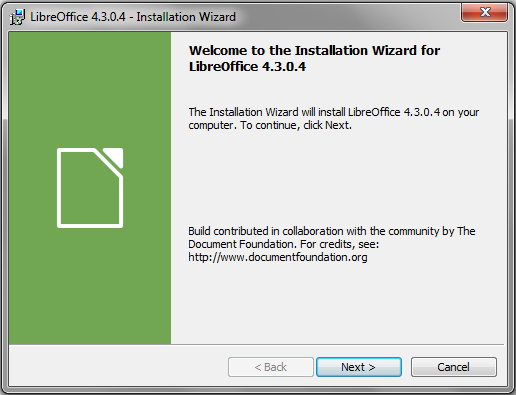 LibreOffice 4.3.0.4 - Installation Wizard
Welcome to the Installation Wizard for
LibreOffice 4.3.0.4
The Installation Wizard will install LibreOffice 4.3.0.4 on your
computer. To continue, click Next.
Build contributed in collaboration with the community by The
Document Foundation. For credits, see:
http://www.documentfoundation.org
< Back
Next >
Cancel